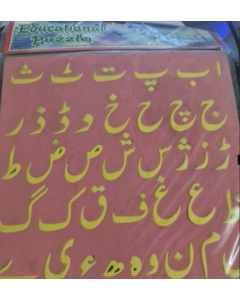 Educational
Puzzle
ا ب پ ت ٹ ث
ج چ ح خ د ڈ ذ
ر ڑ ز ژ س ش ص ض ط
ظ ع غ ف ق ک گ
ل م ن و ہ ھ ء ی ے